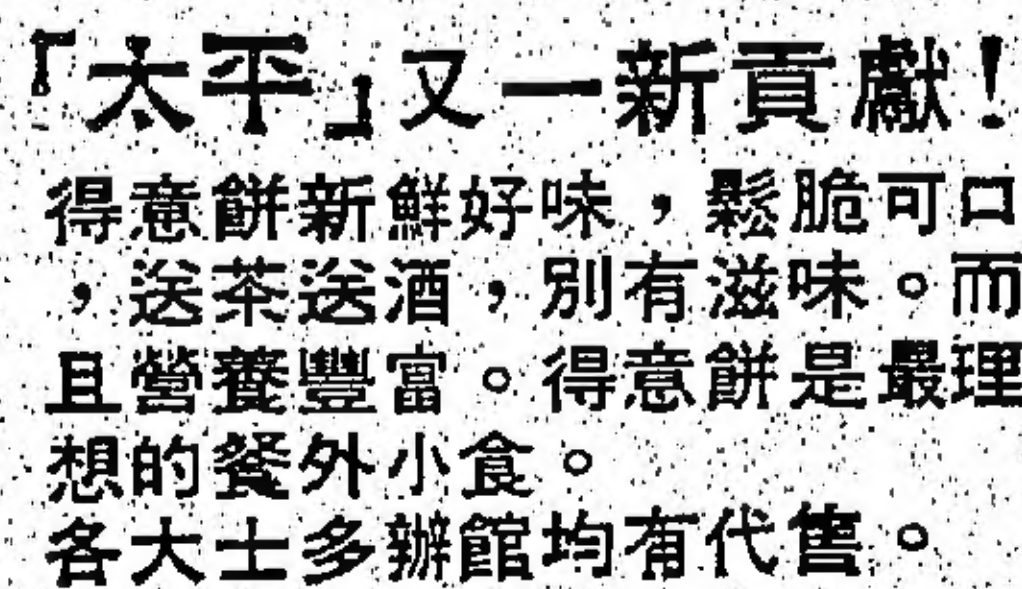 「太平」又一新貢獻！
得意餅新鮮好味，鬆脆可口
，送茶送酒，別有滋味。而
且營養豐富。得意餅是最理
想的餐外小食。
各大士多辦館均有代售。